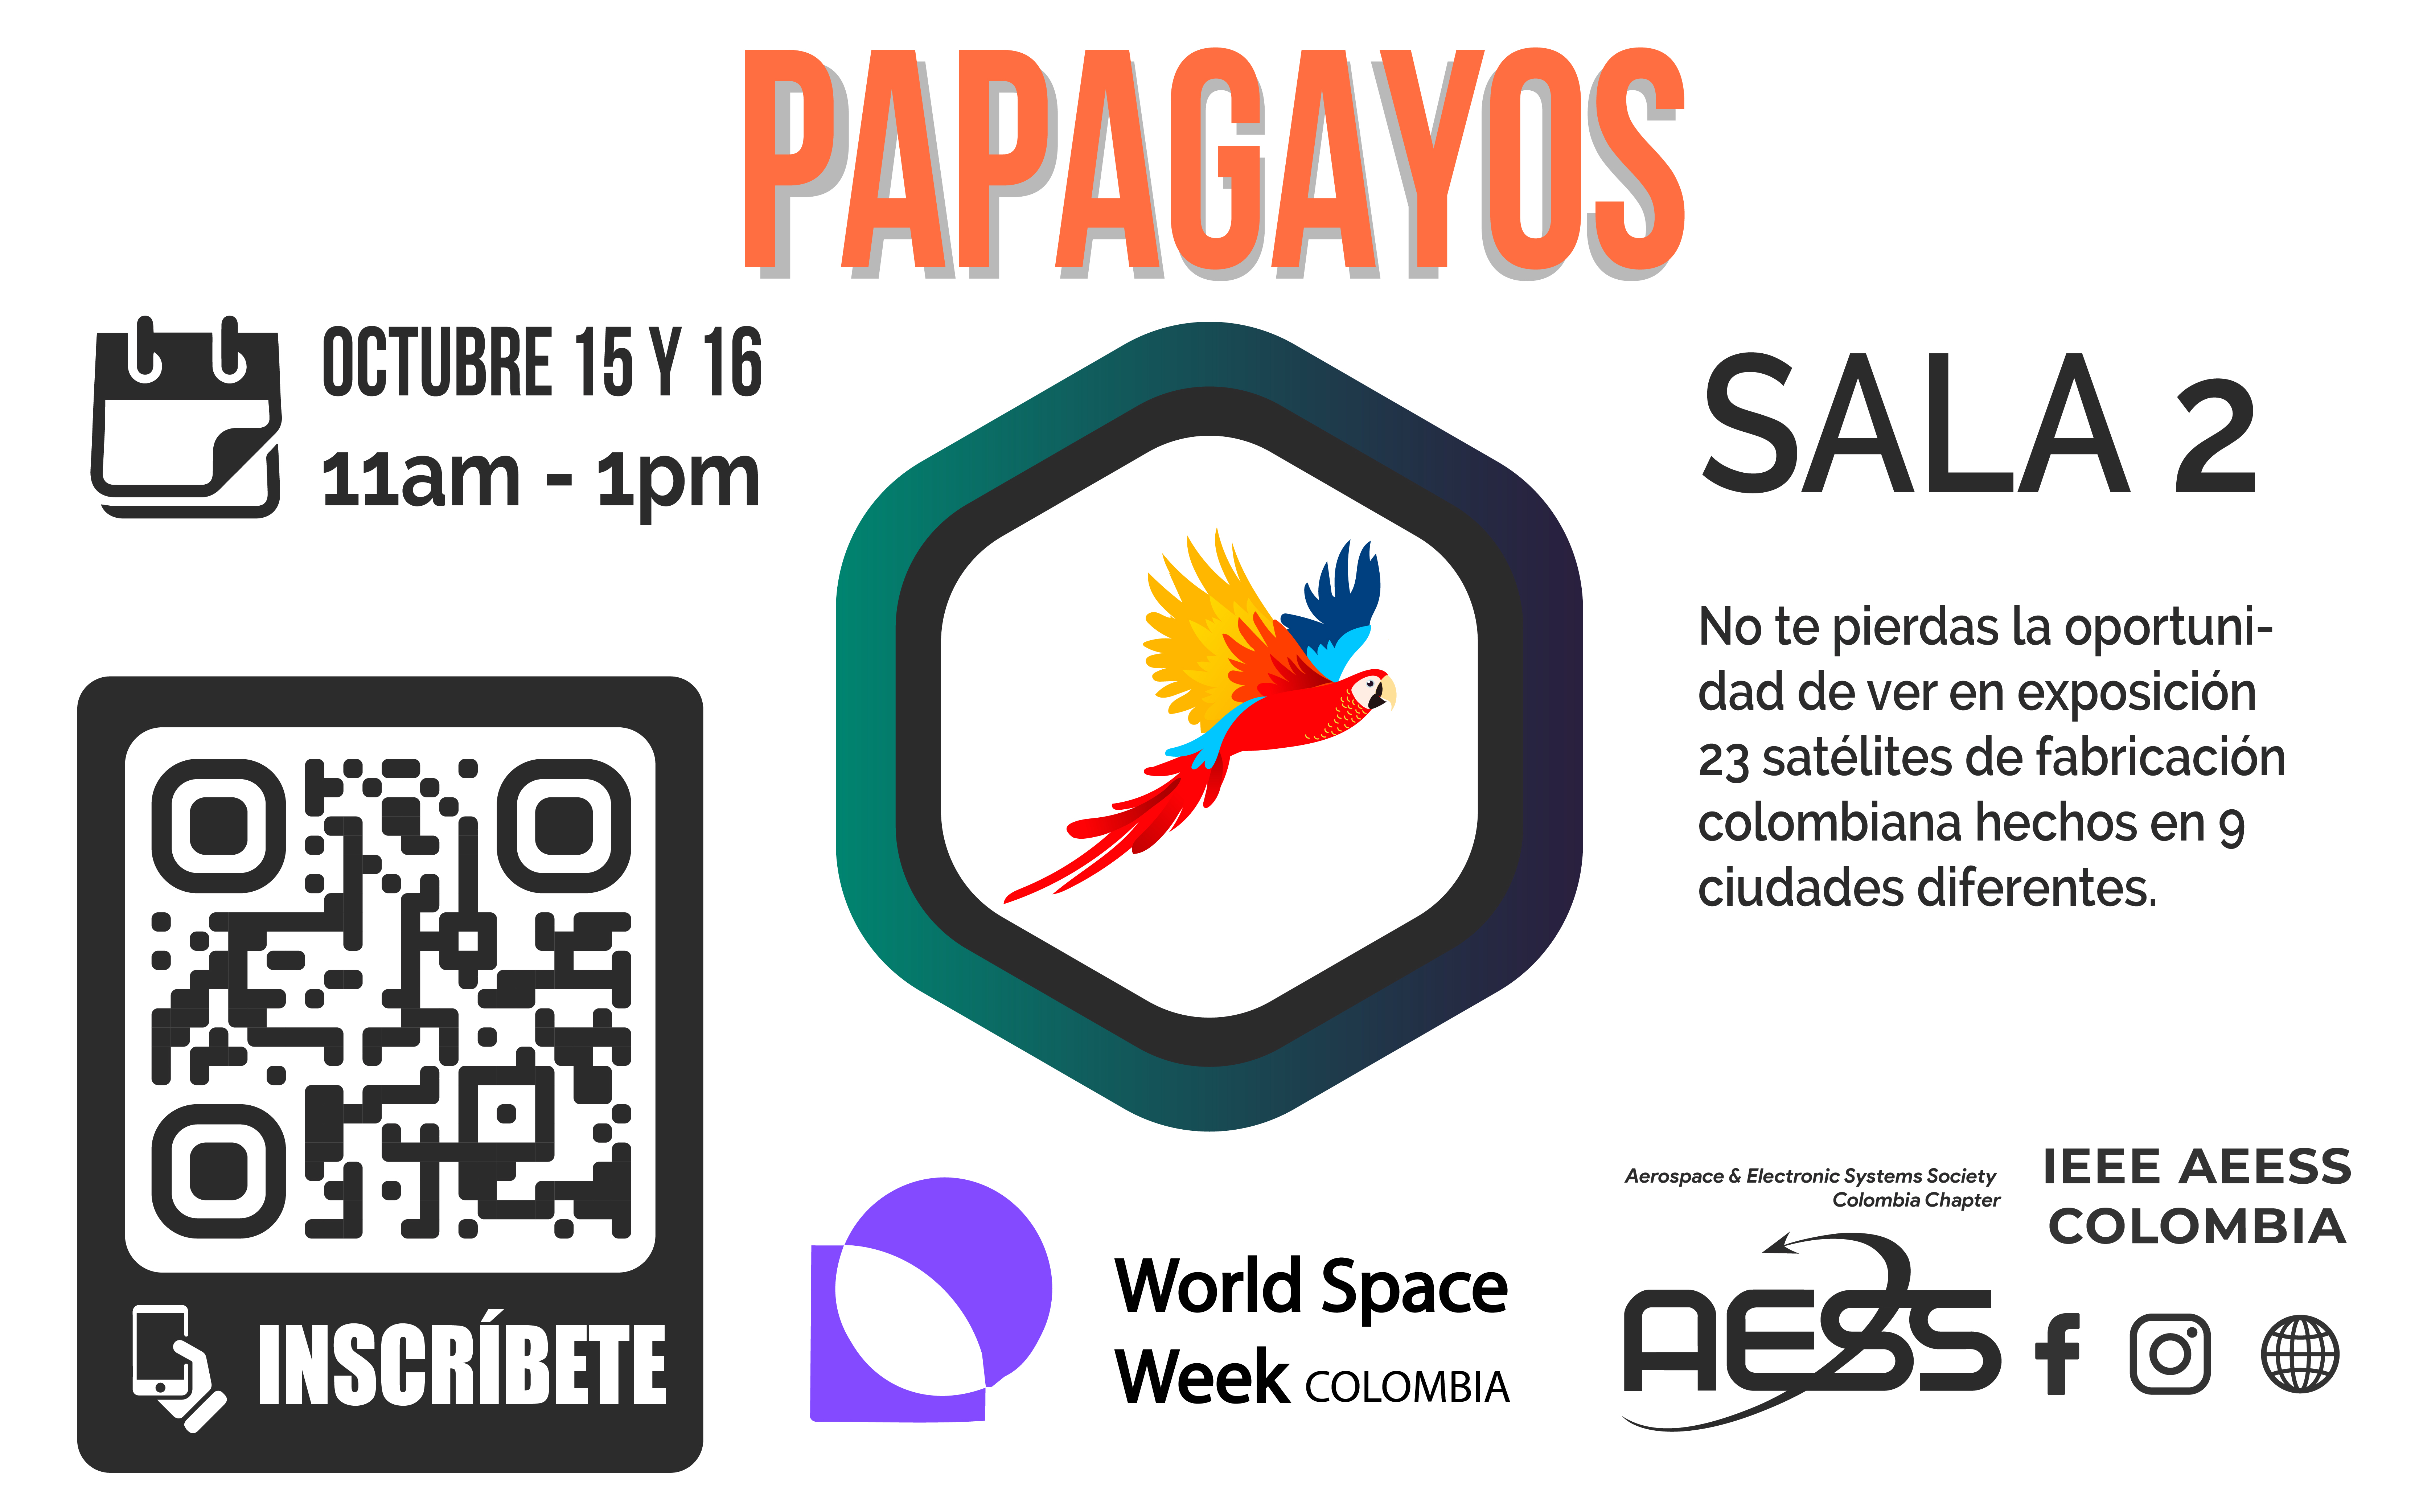 PAPAGAYOS
OCTUBRE 15 Y 16
11am - 1pm
SALA 2
No te pierdas la oportuni-
dad de ver en exposición
23 satélites de fabricación
colombiana hechos en 9
ciudades diferentes.
INSCRÍBETE
World Space
Week COLOMBIA
Aerospace & Electronic Systems Society
Colombia Chapter
AESS
IEEE AEESS
COLOMBIA